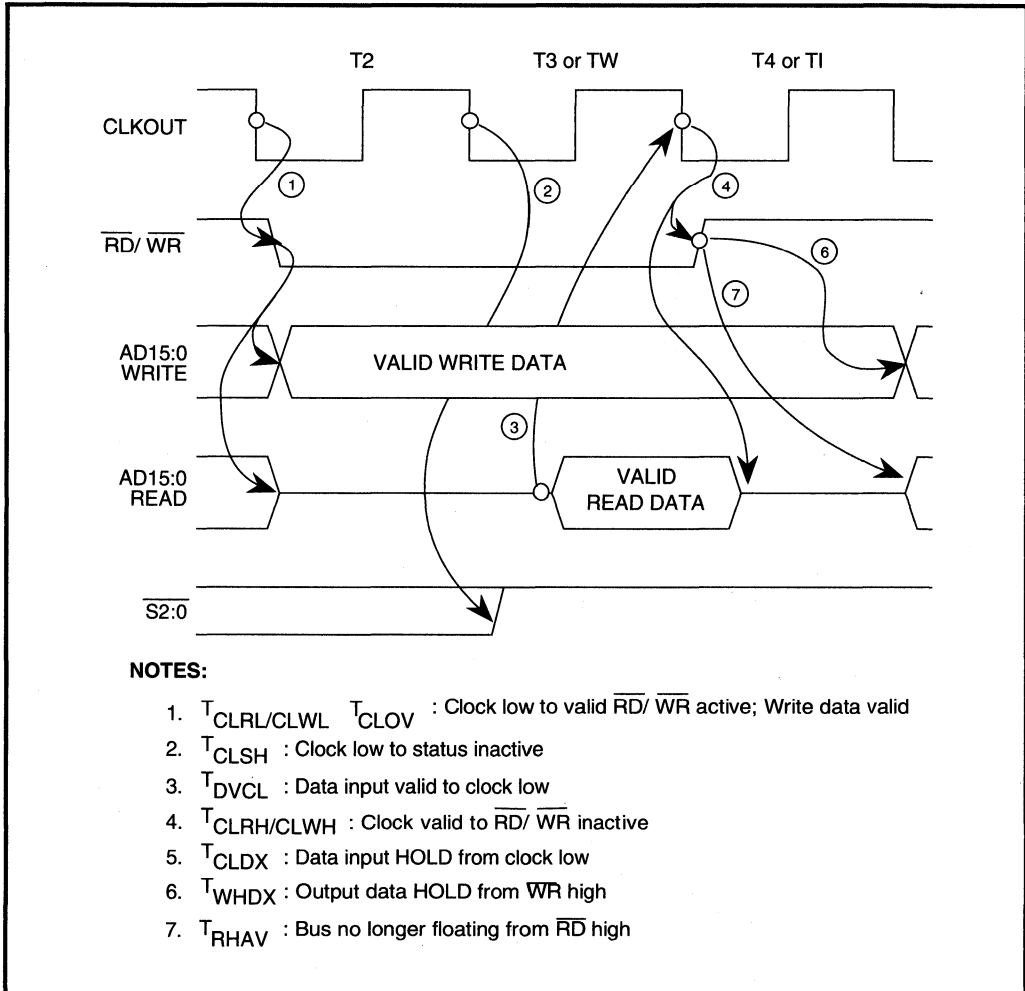 T2 T3 or TW T4 or TI
CLKOUT
1
2
4
RD/ WR
6
7
AD15:0
WRITE
VALID WRITE DATA
3
AD15:0
READ
VALID
READ DATA
S2:0
NOTES:
1. TCLRL/CLWL TCLOV : Clock low to valid RD/ WR active; Write data valid
2. TCLSH : Clock low to status inactive
3. TDVCL : Data input valid to clock low
4. TCLRH/CLWH : Clock valid to RD/ WR inactive
5. TCLDX : Data input HOLD from clock low
6. TWHDX : Output data HOLD from WR high
7. TRHAV : Bus no longer floating from RD high